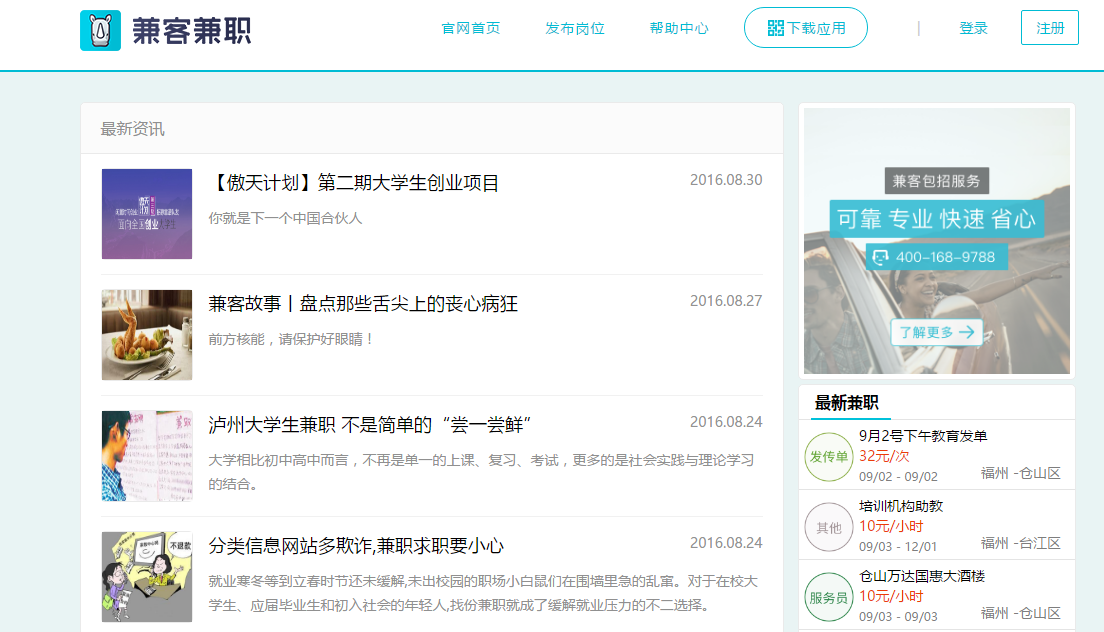 兼客兼职
官网首页
发布岗位
帮助中心
下载应用
|
登录
注册
最新资讯
【傲天计划】第二期大学生创业项目
2016.08.30
你就是下一个中国合伙人
兼客故事丨盘点那些舌尖上的丧心病狂
2016.08.27
前方核能，请保护好眼睛！
泸州大学生兼职 不是简单的“尝一尝鲜”
2016.08.24
大学相比初中高中而言，不再是单一的上课、复习、考试，更多的是社会实践与理论学习
的结合。
不退款
分类信息网站多欺诈,兼职求职要小心
2016.08.24
就业寒冬等到立春时节还未缓解,未出校园的职场小白鼠们在围墙里急的乱窜。对于在校大
学生、应届毕业生和初入社会的年轻人,找份兼职就成了缓解就业压力的不二选择。
兼客包招服务
可靠 专业 快速 省心
400-168-9788
了解更多
最新兼职
发传单
9月2号下午教育发单
32元/次
09/02 - 09/02
福州 -仓山区
其他
培训机构助教
10元/小时
09/03 - 12/01
福州 -台江区
服务员
仓山万达国惠大酒楼
10元/小时
09/03 - 09/03
福州 -仓山区